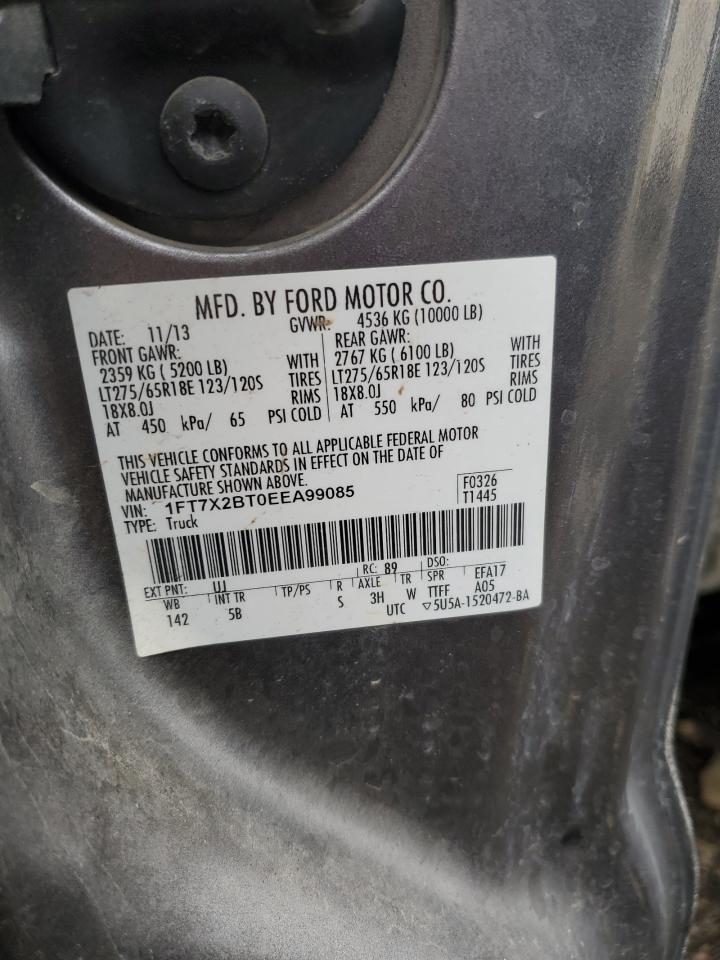 MFD. BY FORD MOTOR CO.
DATE: 11/13 GVWR: 4536 KG (10000 LB)
FRONT GAWR: REAR GAWR:
2359 KG ( 5200 LB) WITH 2767 KG ( 6100 LB) WITH
LT275/65R18E 123/120S TIRES LT275/65R18E 123/120S TIRES
18X8.0J RIMS 18X8.0J RIMS
AT 450 kPa/ 65 PSI COLD AT 550 kPa/ 80 PSI COLD
THIS VEHICLE CONFORMS TO ALL APPLICABLE FEDERAL MOTOR
VEHICLE SAFETY STANDARDS IN EFFECT ON THE DATE OF
MANUFACTURE SHOWN ABOVE.
VIN: 1FT7X2BT0EEA99085 F0326
TYPE: Truck T1445
EXT PNT: UJ RC: 89 DSO:
WB INT TR TP/PS R AXLE TR SPR EFA17
142 5B S 3H W TTFF A05
UTC ▽5U5A-1520472-BA